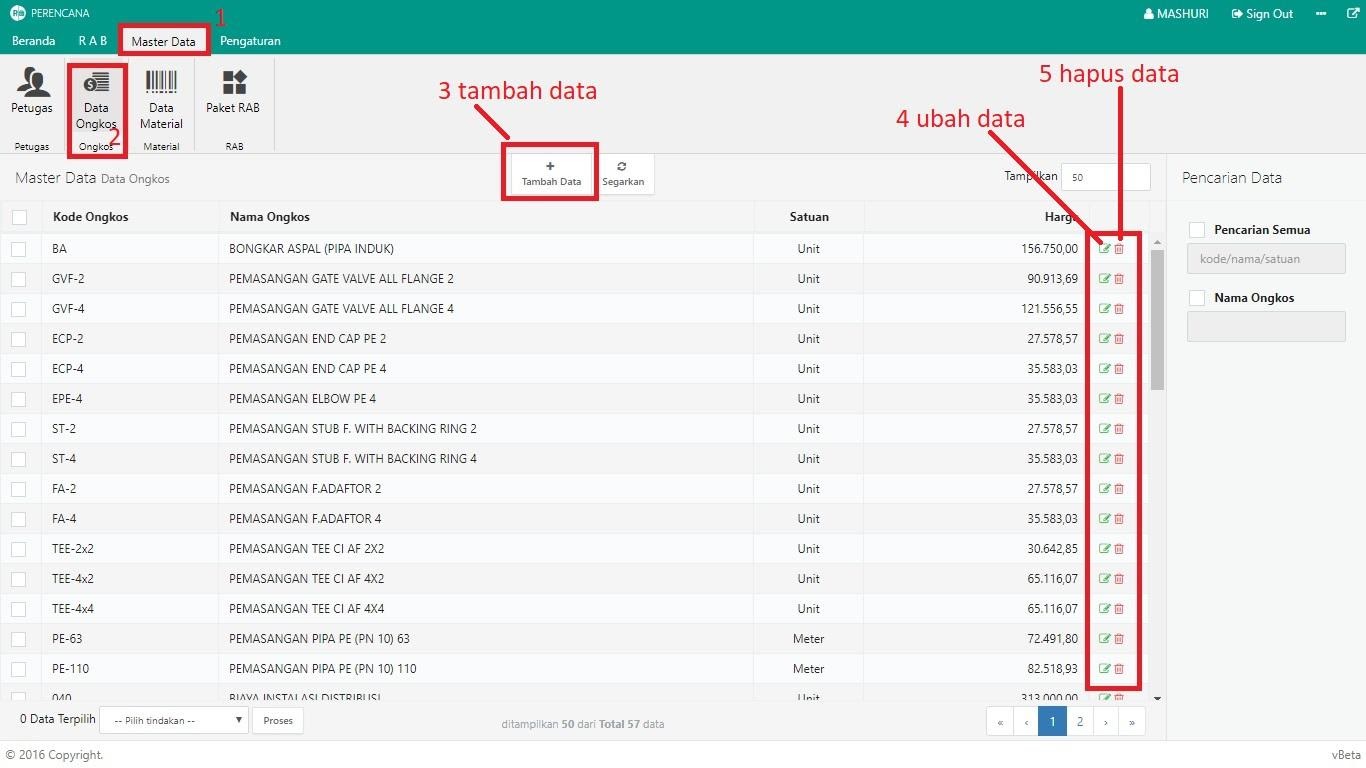 PERENCANA
MASHURI Sign Out
1
Beranda R A B Master Data Pengaturan
Petugas
Data Ongkos
Data Material
Paket RAB
2
Petugas Ongkos Material RAB
3 tambah data
4 ubah data
5 hapus data
Master Data Data Ongkos
Tambah Data
Segarkan
Tampilkan 50
Pencarian Data
Kode Ongkos Nama Ongkos Satuan Harga
BA BONGKAR ASPAL (PIPA INDUK) Unit 156.750,00
GVF-2 PEMASANGAN GATE VALVE ALL FLANGE 2 Unit 90.913,69
GVF-4 PEMASANGAN GATE VALVE ALL FLANGE 4 Unit 121.556,55
ECP-2 PEMASANGAN END CAP PE 2 Unit 27.578,57
ECP-4 PEMASANGAN END CAP PE 4 Unit 35.583,03
EPE-4 PEMASANGAN ELBOW PE 4 Unit 35.583,03
ST-2 PEMASANGAN STUB F. WITH BACKING RING 2 Unit 27.578,57
ST-4 PEMASANGAN STUB F. WITH BACKING RING 4 Unit 35.583,03
FA-2 PEMASANGAN F.ADAFTOR 2 Unit 27.578,57
FA-4 PEMASANGAN F.ADAFTOR 4 Unit 35.583,03
TEE-2x2 PEMASANGAN TEE CI AF 2X2 Unit 30.642,85
TEE-4x2 PEMASANGAN TEE CI AF 4X2 Unit 65.116,07
TEE-4x4 PEMASANGAN TEE CI AF 4X4 Unit 65.116,07
PE-63 PEMASANGAN PIPA PE (PN 10) 63 Meter 72.491,80
PE-110 PEMASANGAN PIPA PE (PN 10) 110 Meter 82.518,93
040 BIAYA INSTALASI DISTRIBUSI Unit 313.000,00
Pencarian Semua
kode/nama/satuan
Nama Ongkos
0 Data Terpilih -- Pilih tindakan -- Proses
ditampilkan 50 dari Total 57 data
« ‹ 1 2 › »
© 2016 Copyright.
vBeta